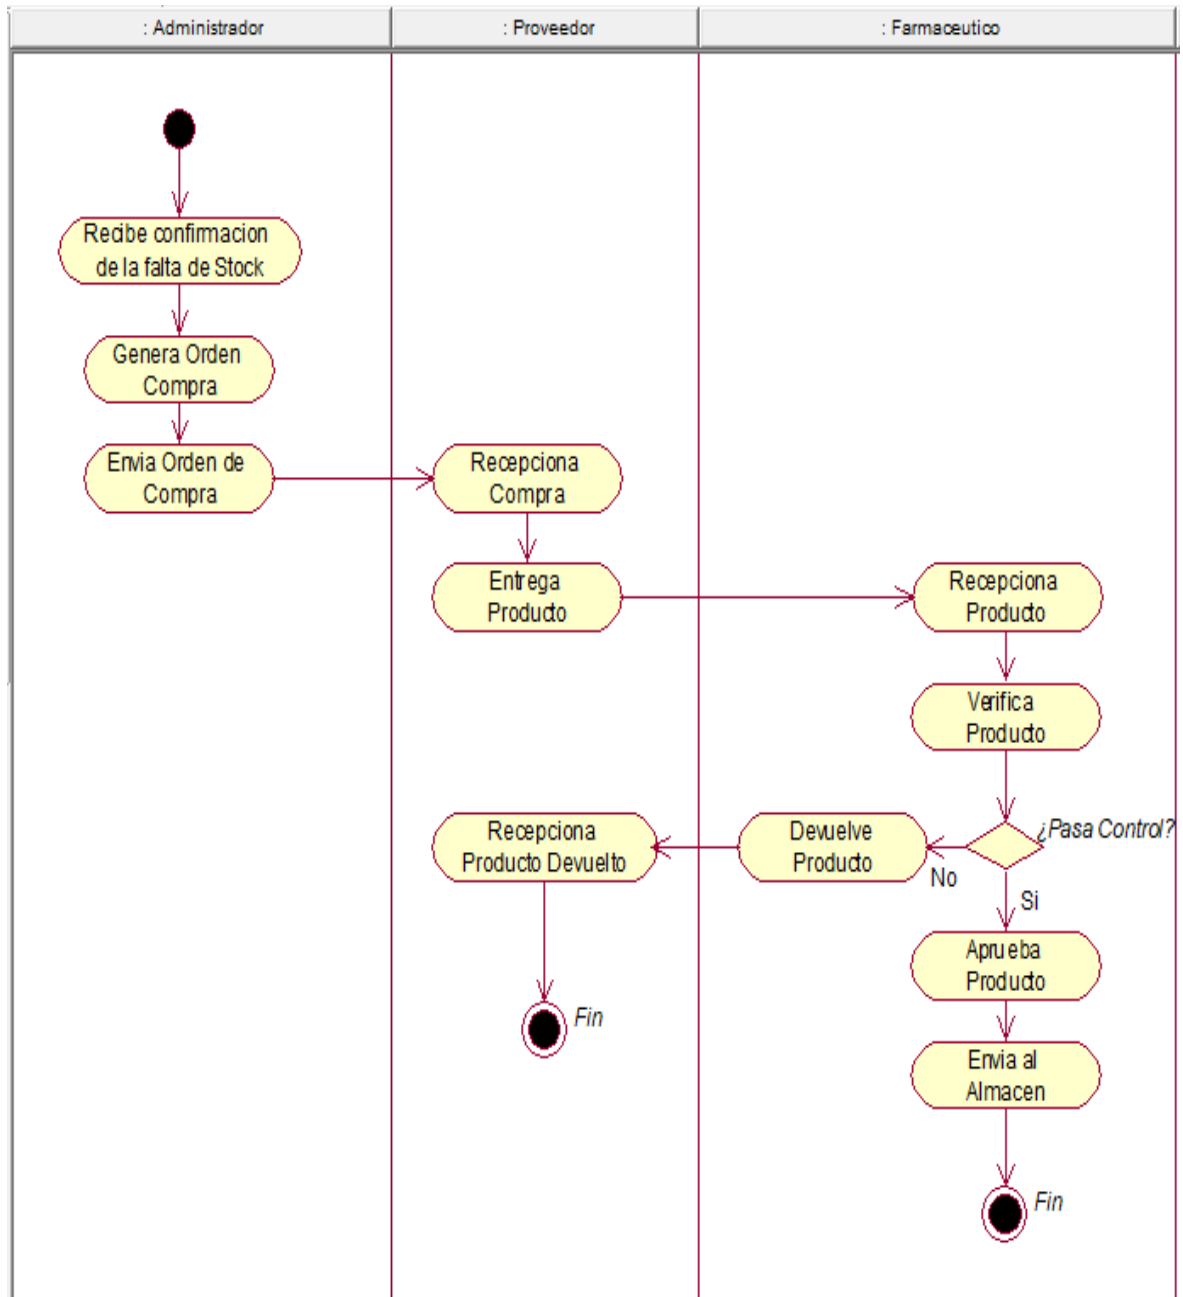 : Administrador
: Proveedor
: Farmaceutico
Recibe confirmacion
de la falta de Stock
Genera Orden
Compra
Envia Orden de
Compra
Recepciona
Compra
Entrega
Producto
Recepciona
Producto
Verifica
Producto
¿Pasa Control?
No
Si
Devuelve
Producto
Recepciona
Producto Devuelto
Fin
Aprueba
Producto
Envia al
Almacen
Fin